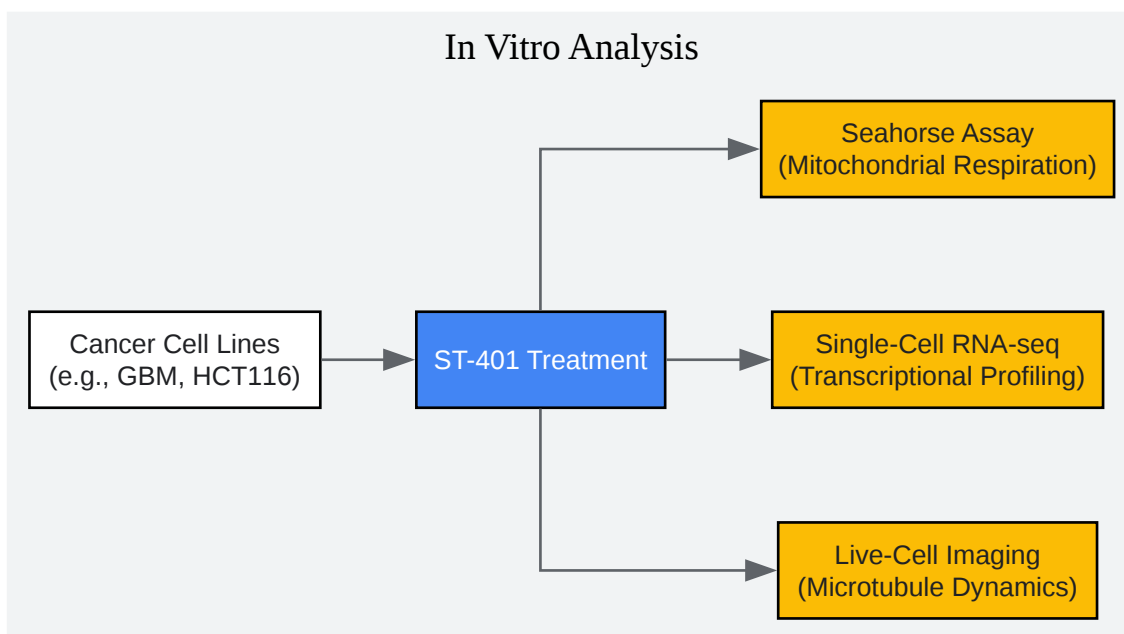 In Vitro Analysis
Seahorse Assay
(Mitochondrial Respiration)
Cancer Cell Lines
(e.g., GBM, HCT116)
ST-401 Treatment
Single-Cell RNA-seq
(Transcriptional Profiling)
Live-Cell Imaging
(Microtubule Dynamics)